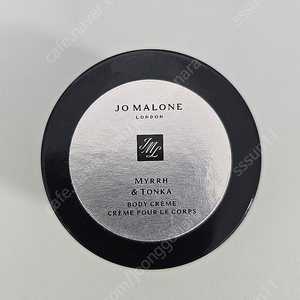 JO MALONE
LONDON
JML
MYRRH
& TONKA
BODY CRÈME
CRÈME POUR LE CORPS